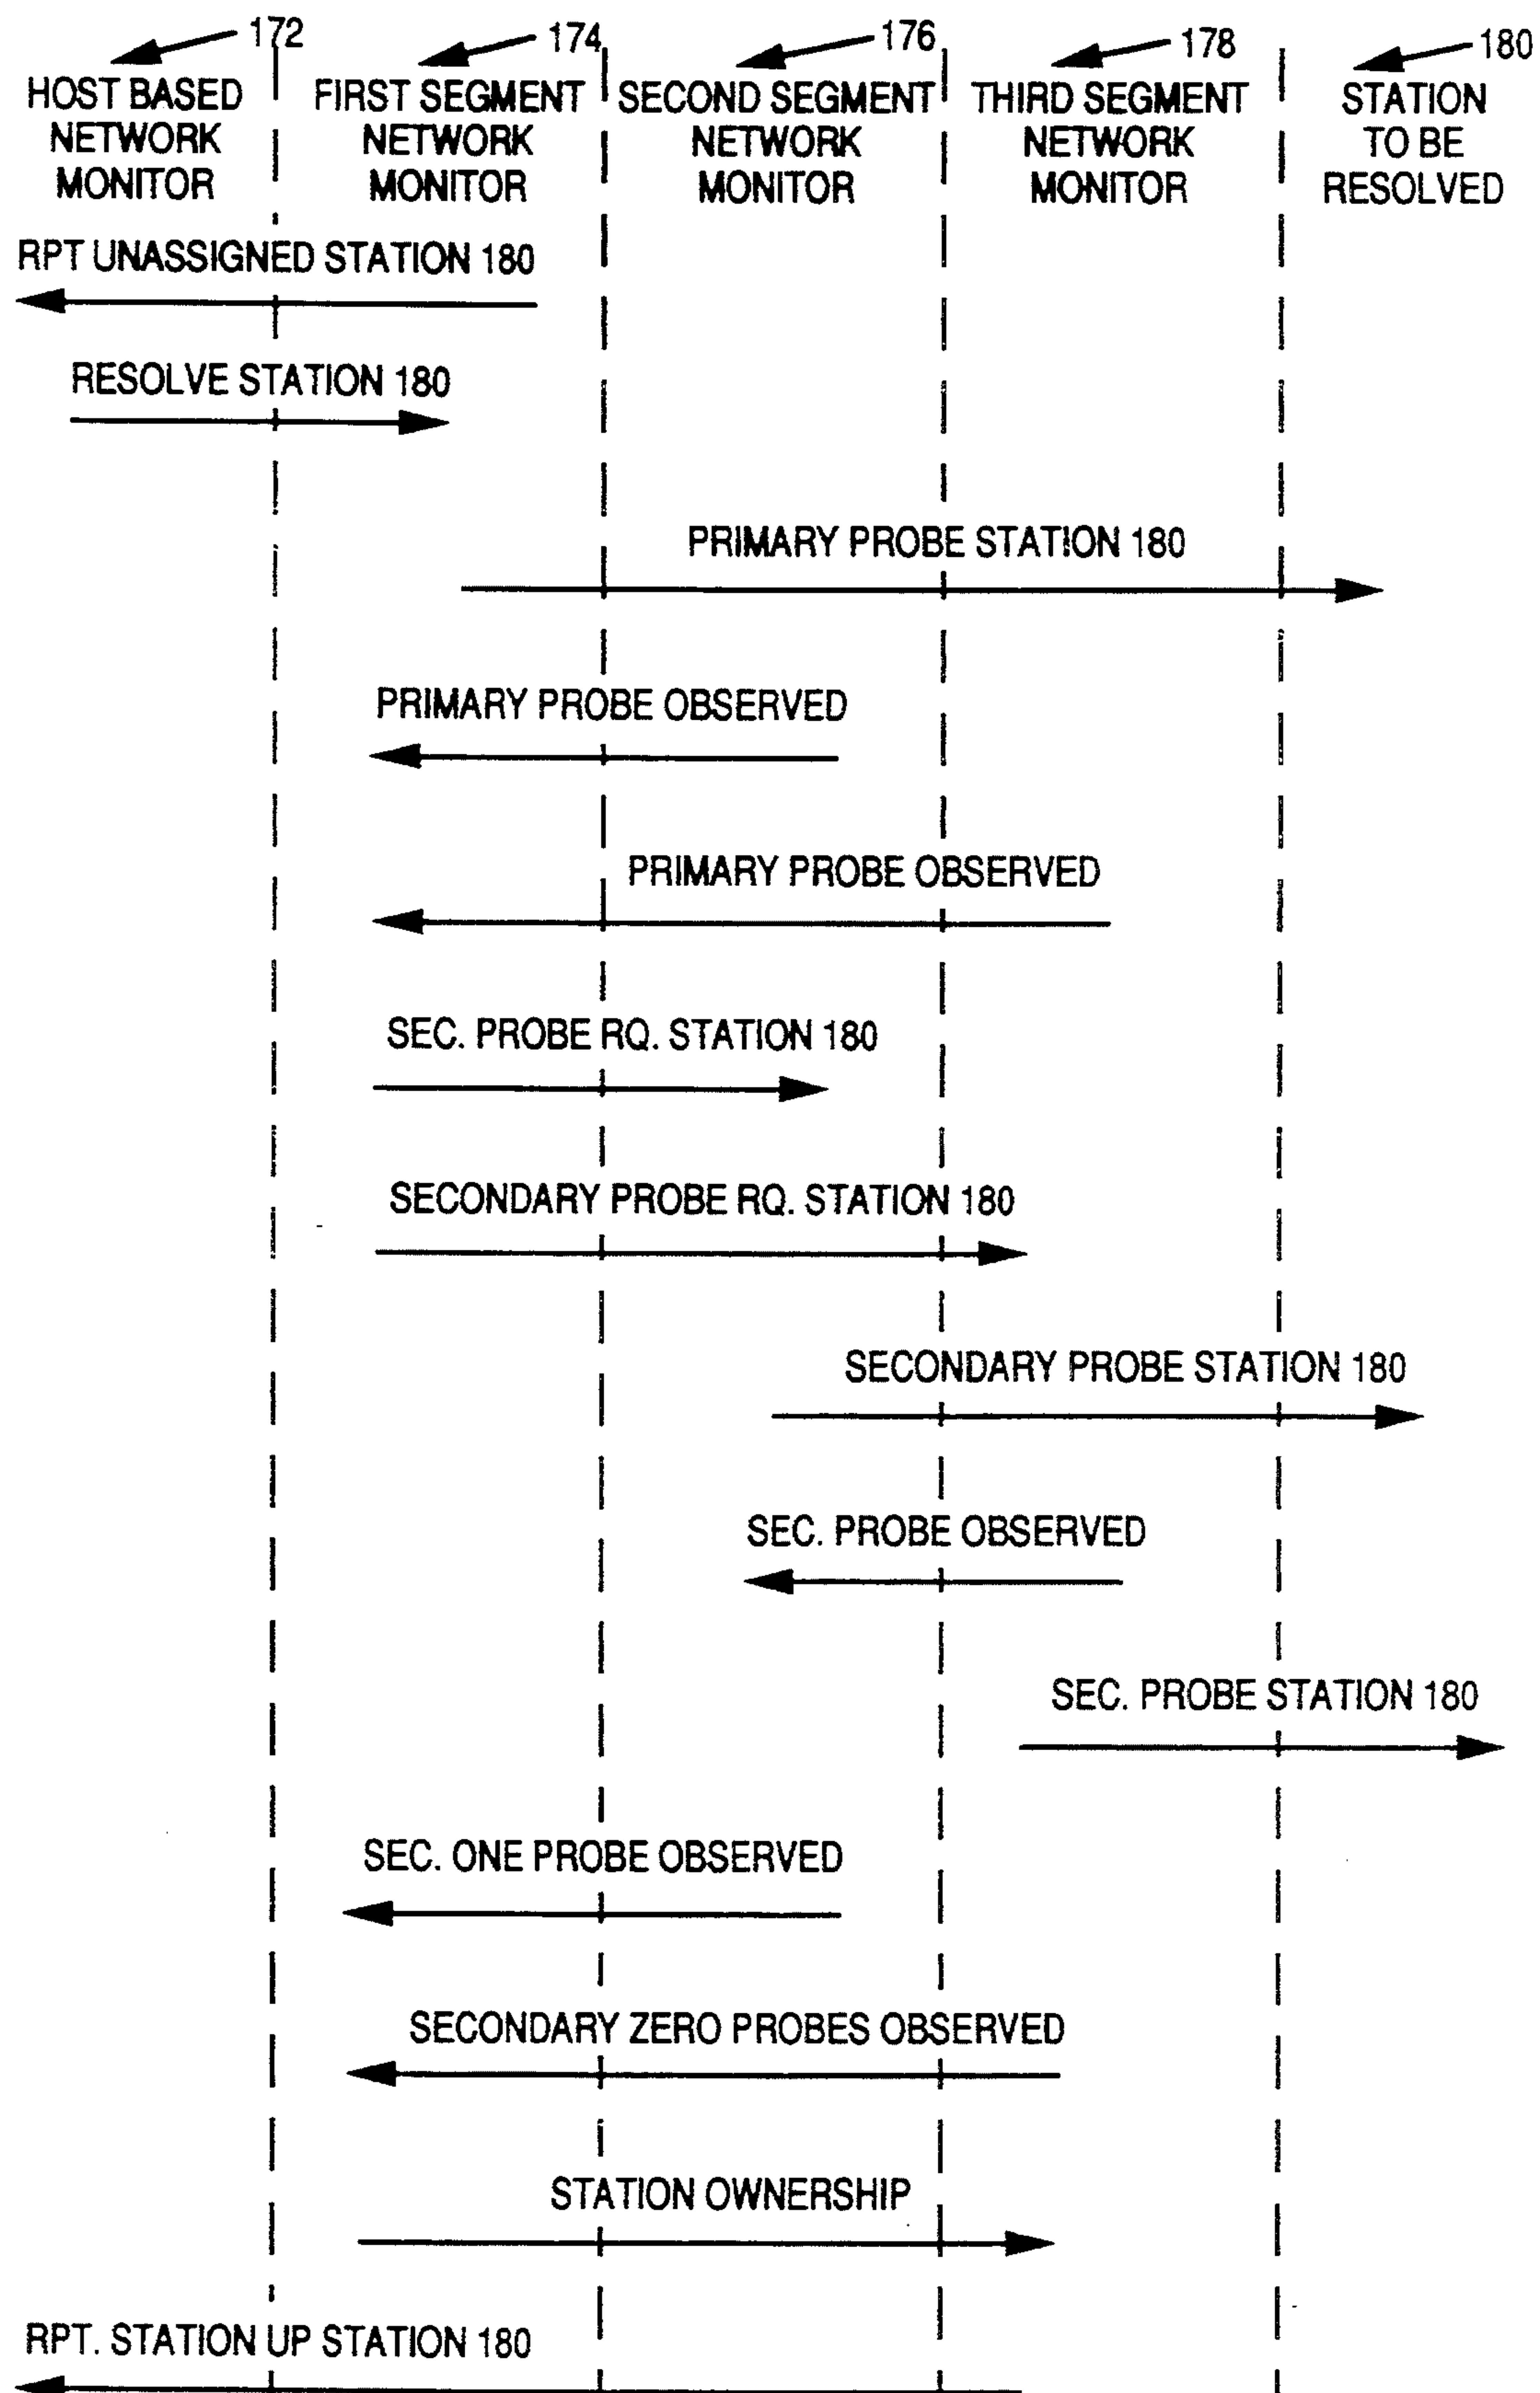 172
174
176
178
180
HOST BASED
NETWORK
MONITOR
FIRST SEGMENT
NETWORK
MONITOR
SECOND SEGMENT
NETWORK
MONITOR
THIRD SEGMENT
NETWORK
MONITOR
STATION
TO BE
RESOLVED
RPT UNASSIGNED STATION 180
RESOLVE STATION 180
PRIMARY PROBE STATION 180
PRIMARY PROBE OBSERVED
PRIMARY PROBE OBSERVED
SEC. PROBE RQ. STATION 180
SECONDARY PROBE RQ. STATION 180
SECONDARY PROBE STATION 180
SEC. PROBE OBSERVED
SEC. PROBE STATION 180
SEC. ONE PROBE OBSERVED
SECONDARY ZERO PROBES OBSERVED
STATION OWNERSHIP
RPT. STATION UP STATION 180